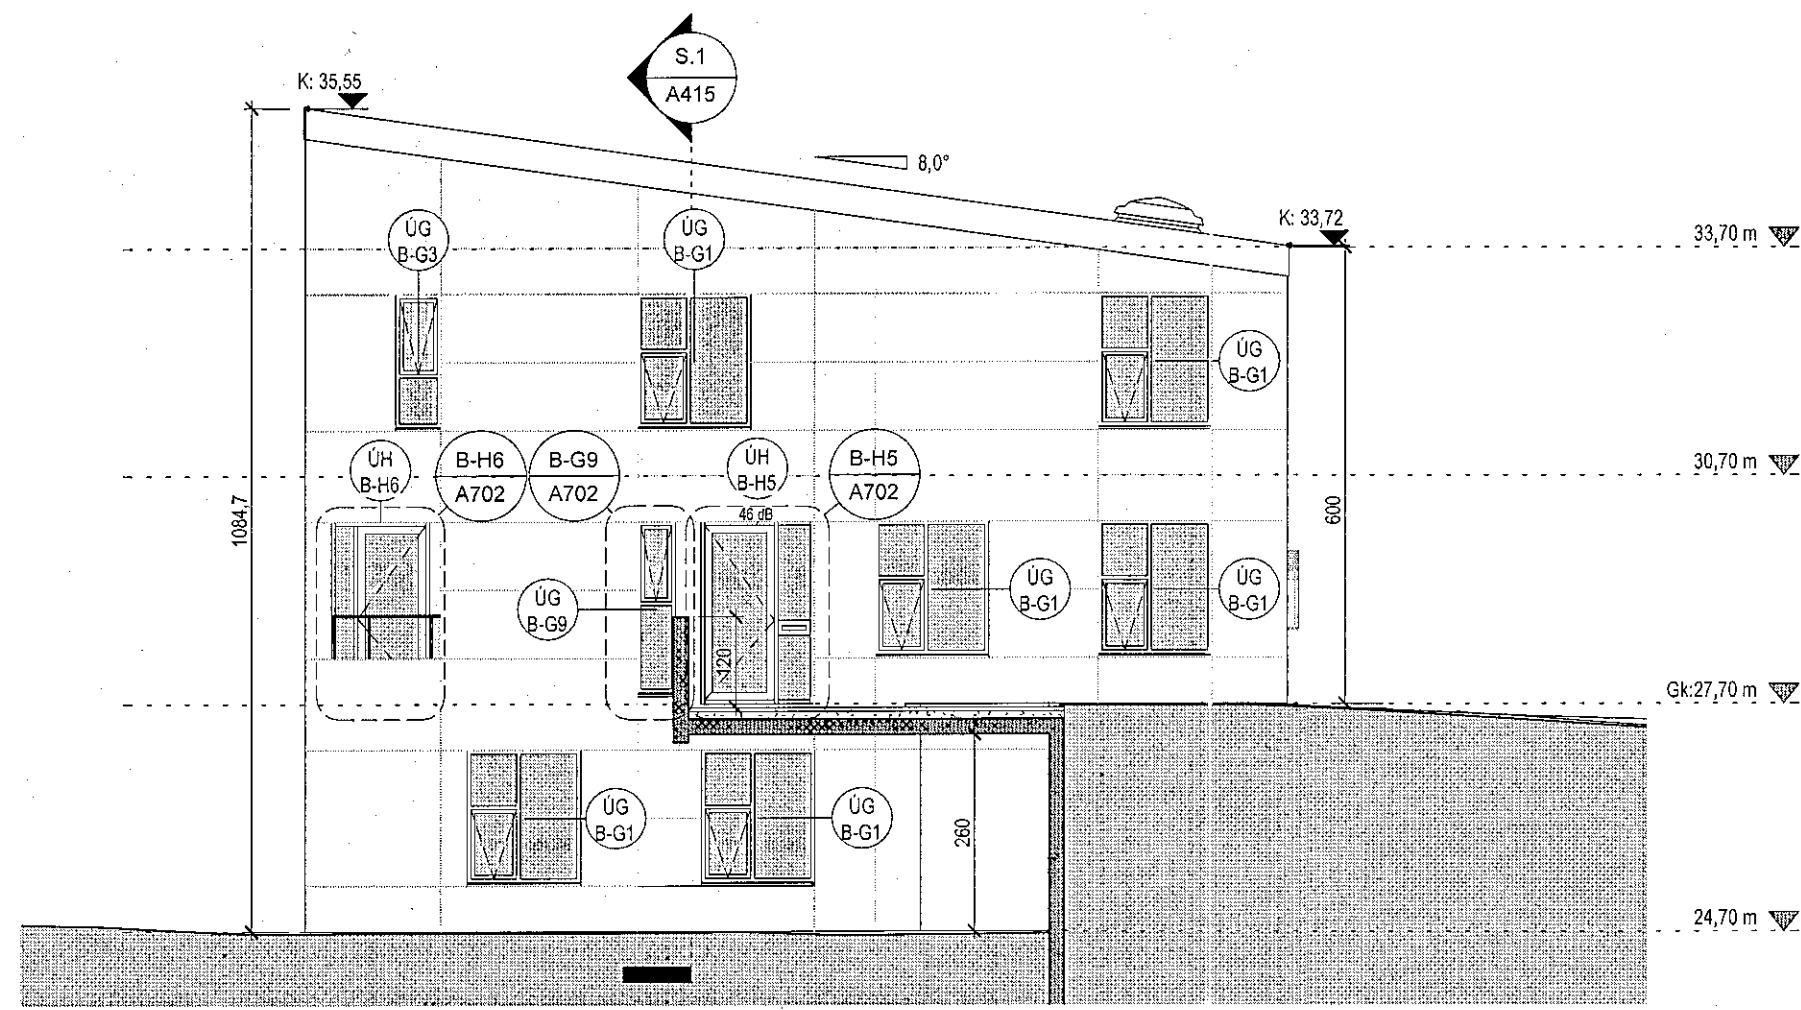 S.1
A415
K: 35,55
8,0°
K: 33,72
33,70 m
ÚG
B-G3
ÚG
B-G1
ÚG
B-G1
ÚH
B-H6
B-H6
A702
B-G9
A702
ÚH
B-H5
B-H5
A702
30,70 m
1084,7
600
46 dB
ÚG
B-G9
ÚG
B-G1
ÚG
B-G1
120
Gk:27,70 m
ÚG
B-G1
ÚG
B-G1
260
24,70 m